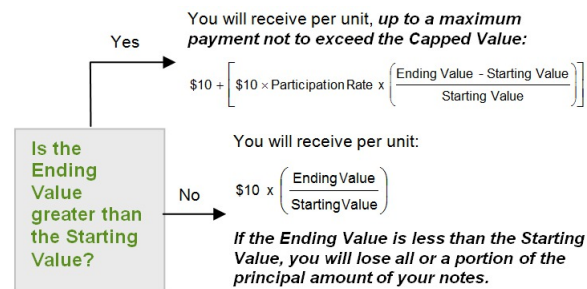 You will receive per unit, up to a maximum
payment not to exceed the Capped Value:
Yes
$10 + [ $10 × Participation Rate x ( Ending Value - Starting Value / Starting Value ) ]
Is the
Ending
Value
greater than
the Starting
Value?
No
You will receive per unit:
$10 x ( Ending Value / Starting Value )
If the Ending Value is less than the Starting
Value, you will lose all or a portion of the
principal amount of your notes.